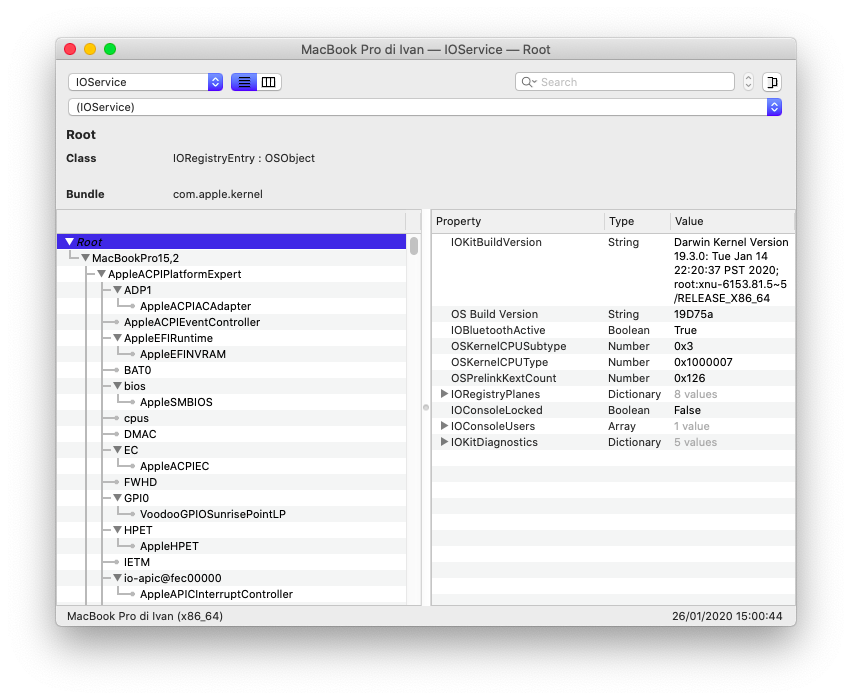 MacBook Pro di Ivan — IOService — Root
IOService
Search
(IOService)
Root
Class IORegistryEntry : OSObject
Bundle com.apple.kernel
Root
MacBookPro15,2
AppleACPIPlatformExpert
ADP1
AppleACPIACAdapter
AppleACPIEventController
AppleEFIRuntime
AppleEFINVRAM
BAT0
bios
AppleSMBIOS
cpus
DMAC
EC
AppleACPIEC
FWHD
GPI0
VoodooGPIOSunrisePointLP
HPET
AppleHPET
IETM
io-apic@fec00000
AppleAPICInterruptController
Property Type Value
IOKitBuildVersion String Darwin Kernel Version
19.3.0: Tue Jan 14
22:20:37 PST 2020;
root:xnu-6153.81.5~5
/RELEASE_X86_64
OS Build Version String 19D75a
IOBluetoothActive Boolean True
OSKernelCPUSubtype Number 0x3
OSKernelCPUType Number 0x1000007
OSPrelinkKextCount Number 0x126
IORegistryPlanes Dictionary 8 values
IOConsoleLocked Boolean False
IOConsoleUsers Array 1 value
IOKitDiagnostics Dictionary 5 values
MacBook Pro di Ivan (x86_64) 26/01/2020 15:00:44